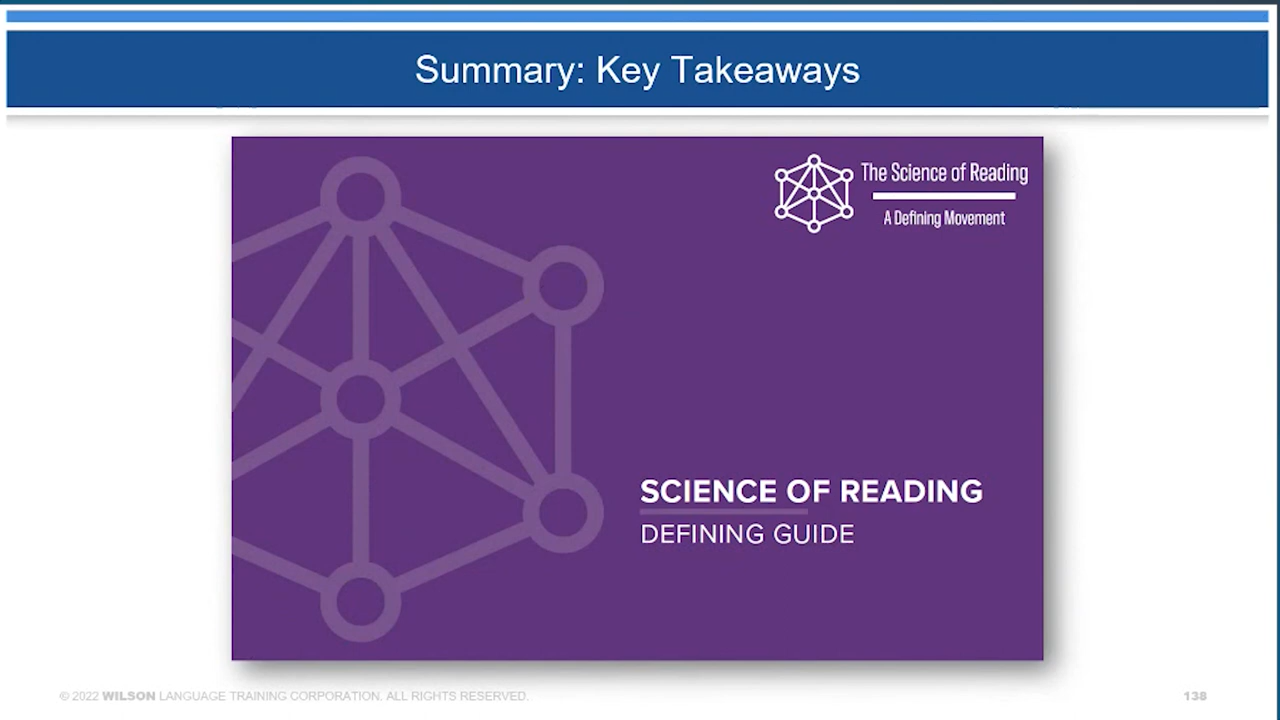 Summary: Key Takeaways
The Science of Reading
A Defining Movement
SCIENCE OF READING
DEFINING GUIDE
© 2022 WILSON LANGUAGE TRAINING CORPORATION. ALL RIGHTS RESERVED.
138